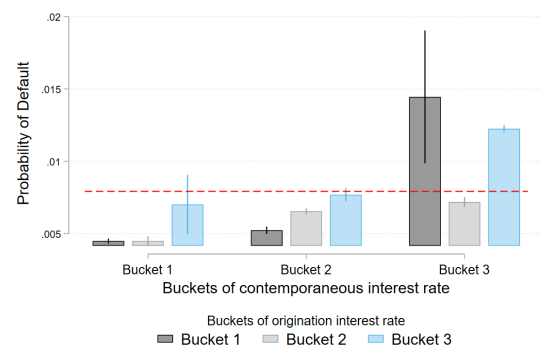 .02
.015
.01
.005
Probability of Default
Bucket 1 Bucket 2 Bucket 3
Buckets of contemporaneous interest rate
Buckets of origination interest rate
Bucket 1 Bucket 2 Bucket 3